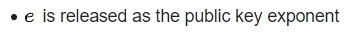 • e is released as the public key exponent